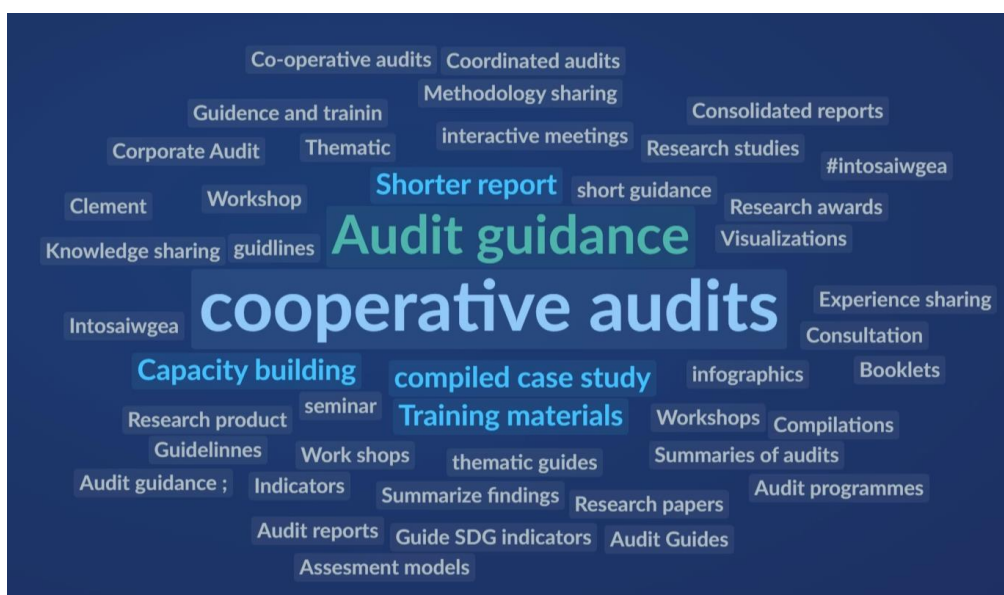 Co-operative audits
Coordinated audits
Methodology sharing
Guidence and trainin
Consolidated reports
Corporate Audit
Thematic
interactive meetings
Research studies
#intosaiwgea
Clement
Workshop
Shorter report
short guidance
Research awards
Knowledge sharing
guidlines
Audit guidance
Visualizations
Intosaiwgea
cooperative audits
Experience sharing
Consultation
Capacity building
compiled case study
infographics
Booklets
Research product
seminar
Training materials
Workshops
Compilations
Guidelinnes
Work shops
thematic guides
Summaries of audits
Audit guidance ;
Indicators
Summarize findings
Research papers
Audit programmes
Audit reports
Guide SDG indicators
Audit Guides
Assesment models